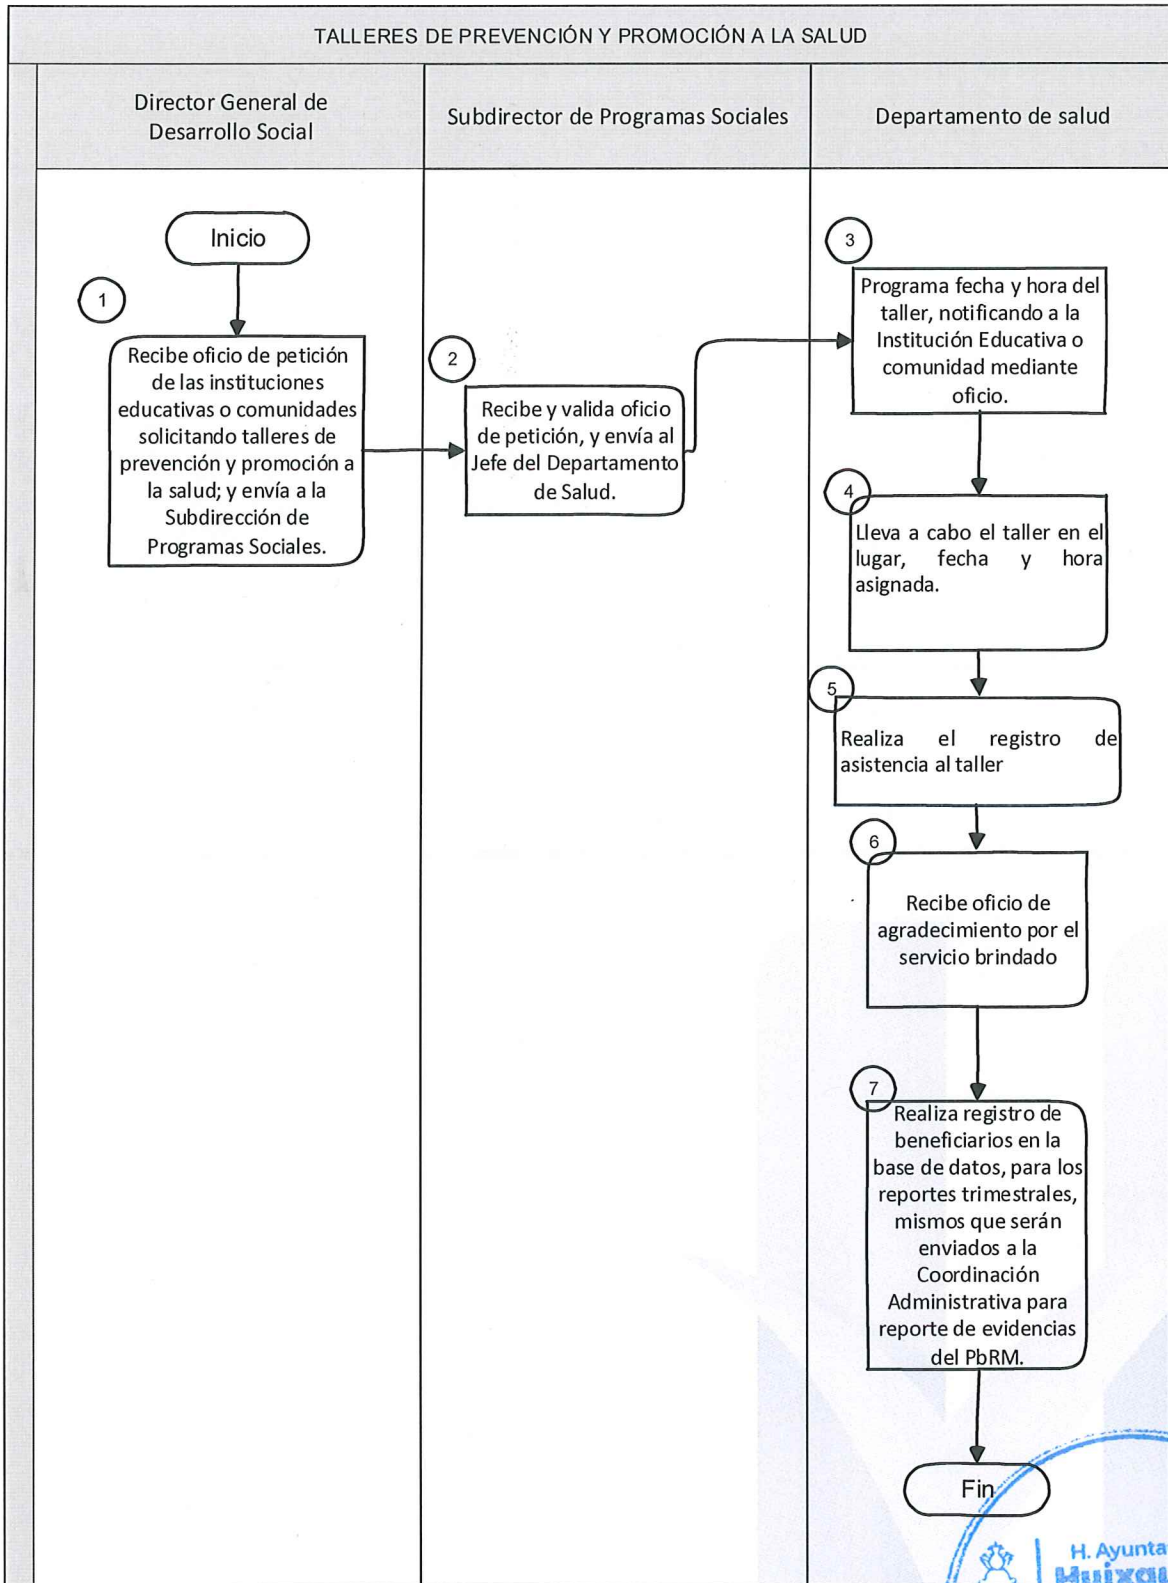 TALLERES DE PREVENCIÓN Y PROMOCIÓN A LA SALUD
Director General de
Desarrollo Social
Subdirector de Programas Sociales
Departamento de salud
Inicio
1
Recibe oficio de petición
de las instituciones
educativas o comunidades
solicitando talleres de
prevención y promoción a
la salud; y envía a la
Subdirección de
Programas Sociales.
2
Recibe y valida oficio
de petición, y envía al
Jefe del Departamento
de Salud.
3
Programa fecha y hora del
taller, notificando a la
Institución Educativa o
comunidad mediante
oficio.
4
Lleva a cabo el taller en el
lugar, fecha y hora
asignada.
5
Realiza el registro de
asistencia al taller
6
Recibe oficio de
agradecimiento por el
servicio brindado
7
Realiza registro de
beneficiarios en la
base de datos, para los
reportes trimestrales,
mismos que serán
enviados a la
Coordinación
Administrativa para
reporte de evidencias
del PbRM.
Fin
H. Ayunta